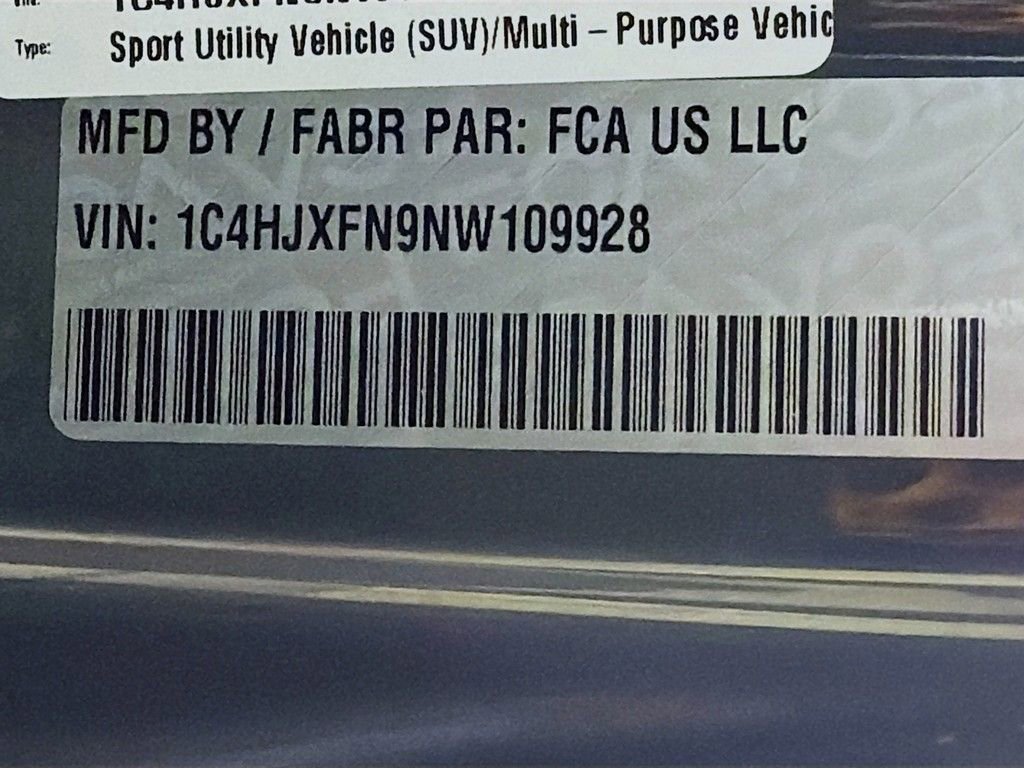 Type: Sport Utility Vehicle (SUV)/Multi – Purpose Vehic
MFD BY / FABR PAR: FCA US LLC
VIN: 1C4HJXFN9NW109928